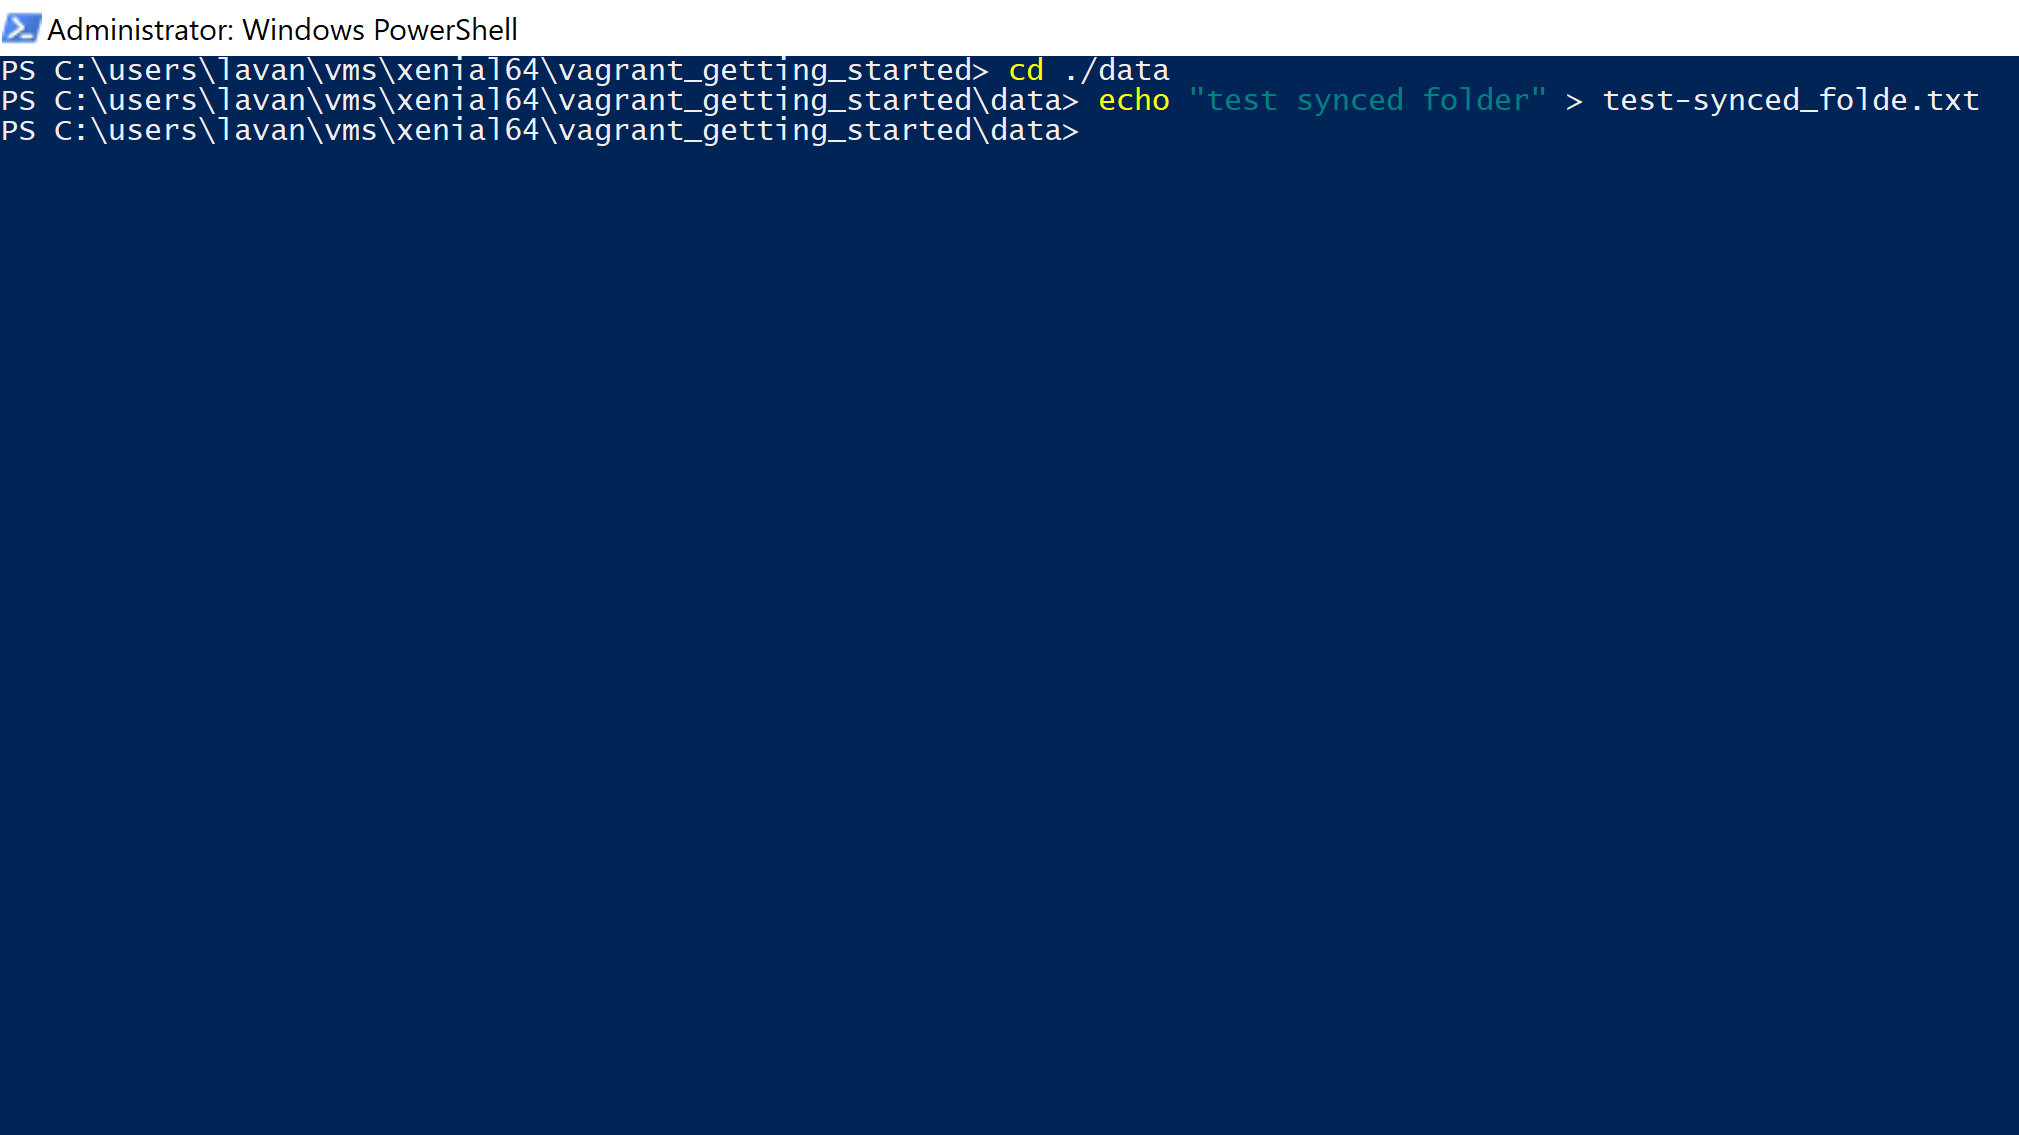 Administrator: Windows PowerShell
PS C:\users\lavan\vms\xenial64\vagrant_getting_started> cd ./data
PS C:\users\lavan\vms\xenial64\vagrant_getting_started\data> echo "test synced folder" > test-synced_folde.txt
PS C:\users\lavan\vms\xenial64\vagrant_getting_started\data>